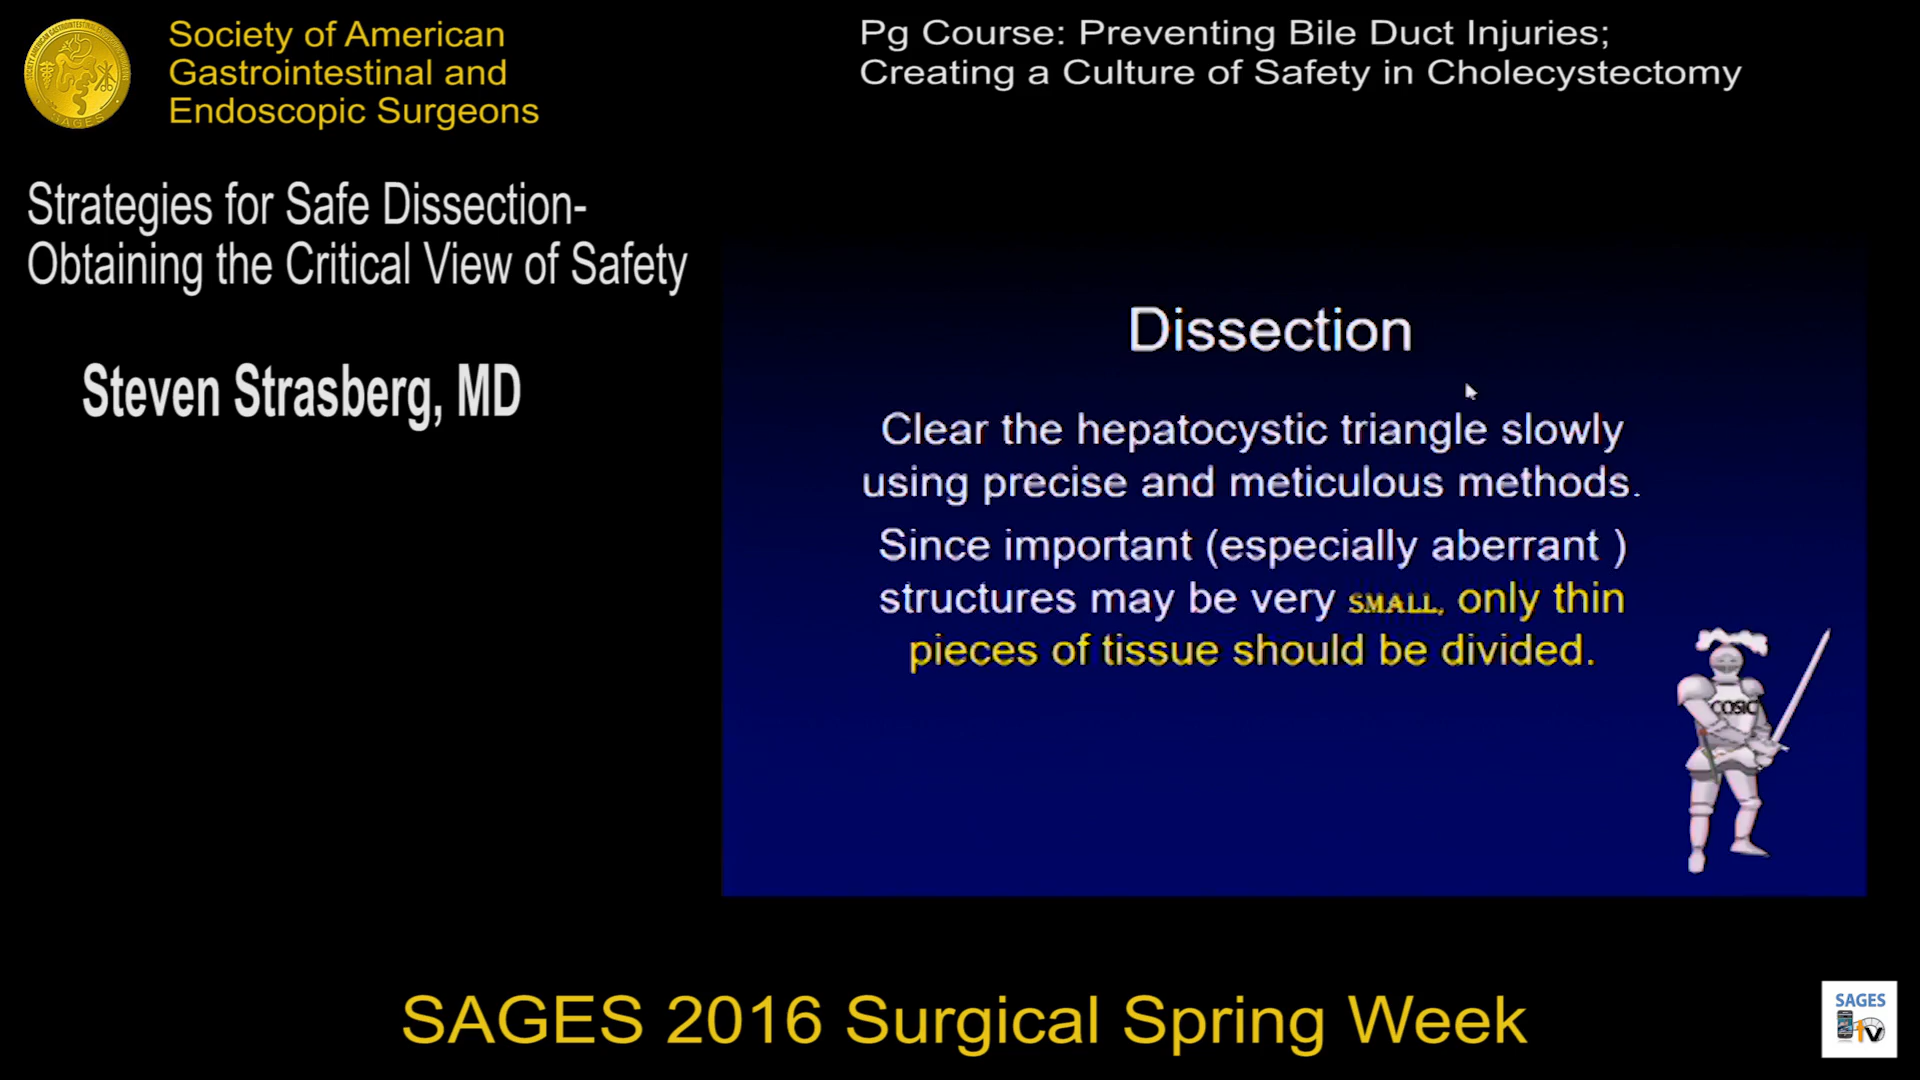 Society of American
Gastrointestinal and
Endoscopic Surgeons
Pg Course: Preventing Bile Duct Injuries;
Creating a Culture of Safety in Cholecystectomy
Strategies for Safe Dissection-
Obtaining the Critical View of Safety
Steven Strasberg, MD
Dissection
Clear the hepatocystic triangle slowly
using precise and meticulous methods.
Since important (especially aberrant )
structures may be very SMALL, only thin
pieces of tissue should be divided.
COSIC
SAGES 2016 Surgical Spring Week
SAGES
TV